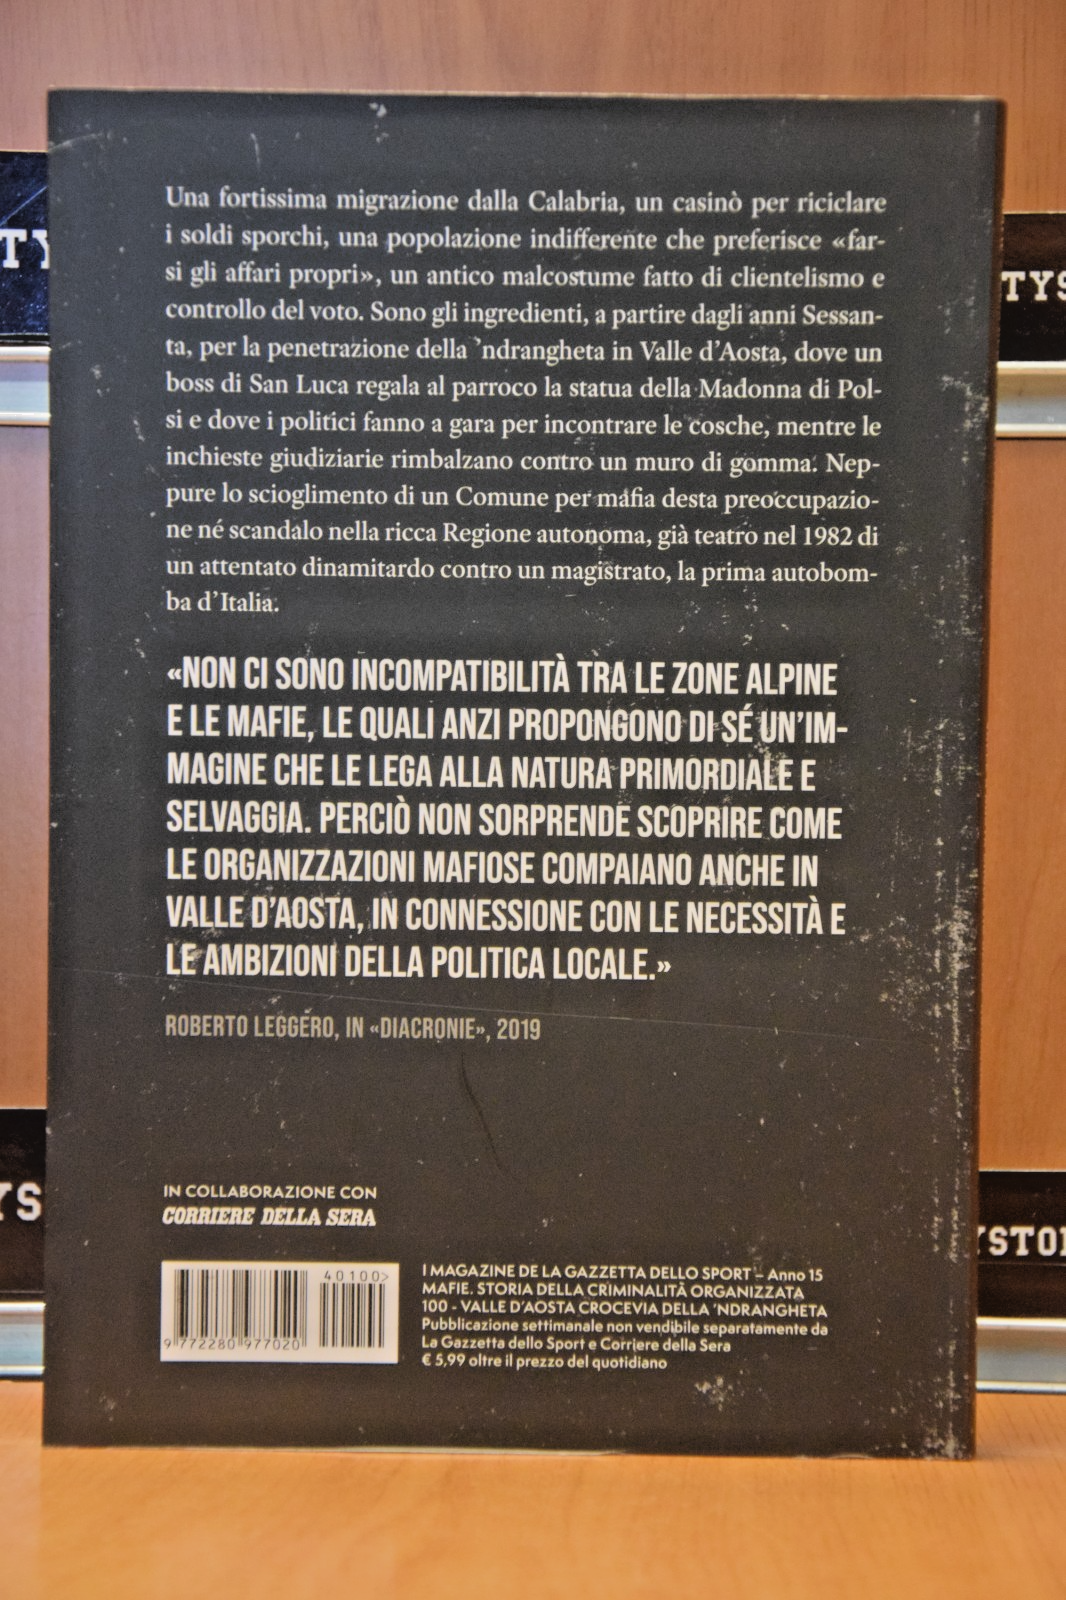 Una fortissima migrazione dalla Calabria, un casinò per riciclare
i soldi sporchi, una popolazione indifferente che preferisce «far-
si gli affari propri», un antico malcostume fatto di clientelismo e
controllo del voto. Sono gli ingredienti, a partire dagli anni Sessan-
ta, per la penetrazione della 'ndrangheta in Valle d'Aosta, dove un
boss di San Luca regala al parroco la statua della Madonna di Pol-
si e dove i politici fanno a gara per incontrare le cosche, mentre le
inchieste giudiziarie rimbalzano contro un muro di gomma. Nep-
pure lo scioglimento di un Comune per mafia desta preoccupazio-
ne né scandalo nella ricca Regione autonoma, già teatro nel 1982 di
un attentato dinamitardo contro un magistrato, la prima autobom-
ba d'Italia.
«NON CI SONO INCOMPATIBILITÀ TRA LE ZONE ALPINE
E LE MAFIE, LE QUALI ANZI PROPONGONO DI SÉ UN'IM-
MAGINE CHE LE LEGA ALLA NATURA PRIMORDIALE E
SELVAGGIA. PERCIÒ NON SORPRENDE SCOPRIRE COME
LE ORGANIZZAZIONI MAFIOSE COMPAIANO ANCHE IN
VALLE D'AOSTA, IN CONNESSIONE CON LE NECESSITÀ E
LE AMBIZIONI DELLA POLITICA LOCALE.»
ROBERTO LEGGERO, IN «DIACRONIE», 2019
IN COLLABORAZIONE CON
CORRIERE DELLA SERA
40100>
9 772280 977020
I MAGAZINE DE LA GAZZETTA DELLO SPORT – Anno 15
MAFIE. STORIA DELLA CRIMINALITÀ ORGANIZZATA
100 - VALLE D'AOSTA CROCEVIA DELLA 'NDRANGHETA
Pubblicazione settimanale non vendibile separatamente da
La Gazzetta dello Sport e Corriere della Sera
€ 5,99 oltre il prezzo del quotidiano